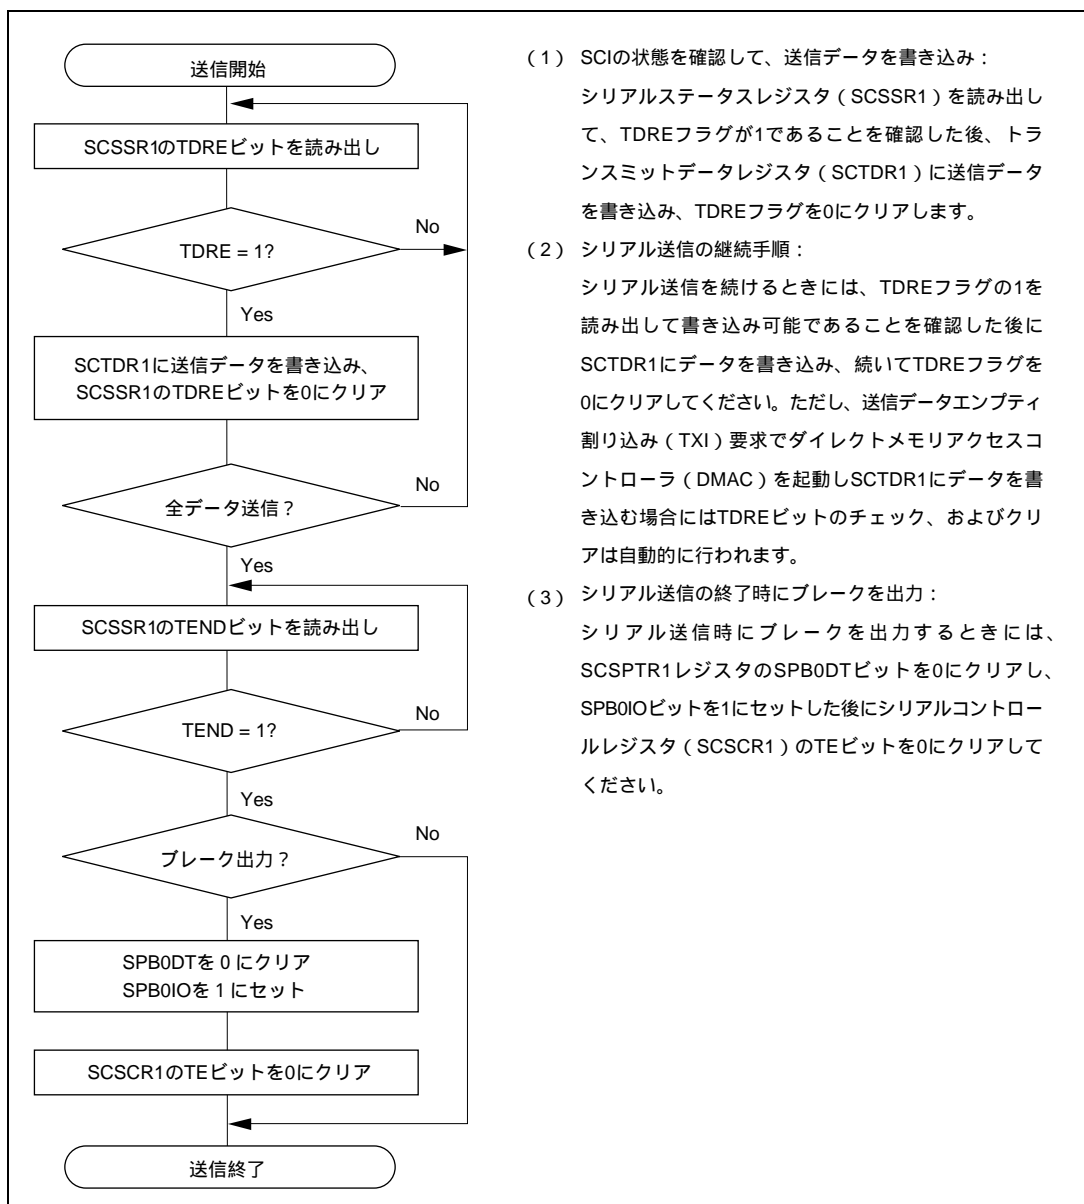 送信開始
SCSSR1のTDREビットを読み出し
TDRE = 1?
No
Yes
SCTDR1に送信データを書き込み、
SCSSR1のTDREビットを0にクリア
全データ送信？
No
Yes
SCSSR1のTENDビットを読み出し
TEND = 1?
No
Yes
ブレーク出力？
No
Yes
SPB0DTを 0 にクリア
SPB0IOを 1 にセット
SCSCR1のTEビットを0にクリア
送信終了
（1） SCIの状態を確認して、送信データを書き込み：
シリアルステータスレジスタ（SCSSR1）を読み出し
て、TDREフラグが1であることを確認した後、トラ
ンスミットデータレジスタ（SCTDR1）に送信データ
を書き込み、TDREフラグを0にクリアします。
（2） シリアル送信の継続手順：
シリアル送信を続けるときには、TDREフラグの1を
読み出して書き込み可能であることを確認した後に
SCTDR1にデータを書き込み、続いてTDREフラグを
0にクリアしてください。ただし、送信データエンプティ
割り込み（TXI）要求でダイレクトメモリアクセスコ
ントローラ（DMAC）を起動しSCTDR1にデータを書
き込む場合にはTDREビットのチェック、およびクリ
アは自動的に行われます。
（3） シリアル送信の終了時にブレークを出力：
シリアル送信時にブレークを出力するときには、
SCSPTR1レジスタのSPB0DTビットを0にクリアし、
SPB0IOビットを1にセットした後にシリアルコントロー
ルレジスタ（SCSCR1）のTEビットを0にクリアして
ください。